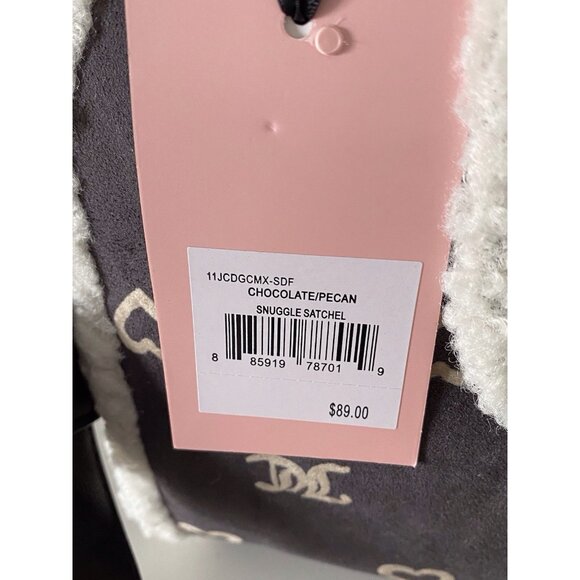 11JCDGCMX-SDF
CHOCOLATE/PECAN
SNUGGLE SATCHEL
8 85919 78701 9
$89.00